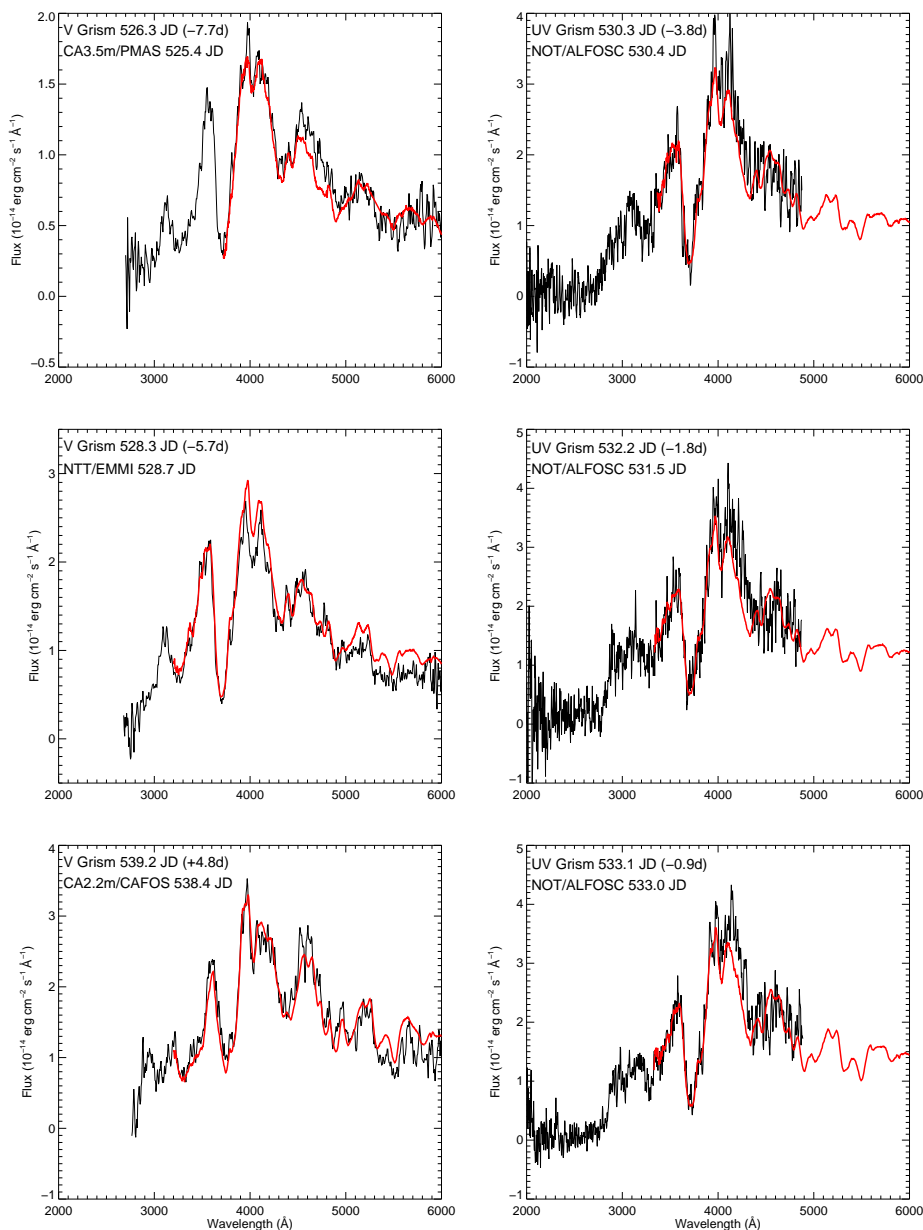 V Grism 526.3 JD (−7.7d)
CA3.5m/PMAS 525.4 JD
2.0
1.5
1.0
0.5
0.0
−0.5
Flux (10⁻¹⁴ erg cm⁻² s⁻¹ Å⁻¹)
2000 3000 4000 5000 6000
UV Grism 530.3 JD (−3.8d)
NOT/ALFOSC 530.4 JD
4
3
2
1
0
−1
Flux (10⁻¹⁴ erg cm⁻² s⁻¹ Å⁻¹)
2000 3000 4000 5000 6000
V Grism 528.3 JD (−5.7d)
NTT/EMMI 528.7 JD
3
2
1
0
Flux (10⁻¹⁴ erg cm⁻² s⁻¹ Å⁻¹)
2000 3000 4000 5000 6000
UV Grism 532.2 JD (−1.8d)
NOT/ALFOSC 531.5 JD
5
4
3
2
1
0
−1
Flux (10⁻¹⁴ erg cm⁻² s⁻¹ Å⁻¹)
2000 3000 4000 5000 6000
V Grism 539.2 JD (+4.8d)
CA2.2m/CAFOS 538.4 JD
4
3
2
1
0
−1
Flux (10⁻¹⁴ erg cm⁻² s⁻¹ Å⁻¹)
2000 3000 4000 5000 6000
Wavelength (Å)
UV Grism 533.1 JD (−0.9d)
NOT/ALFOSC 533.0 JD
5
4
3
2
1
0
−1
Flux (10⁻¹⁴ erg cm⁻² s⁻¹ Å⁻¹)
2000 3000 4000 5000 6000
Wavelength (Å)